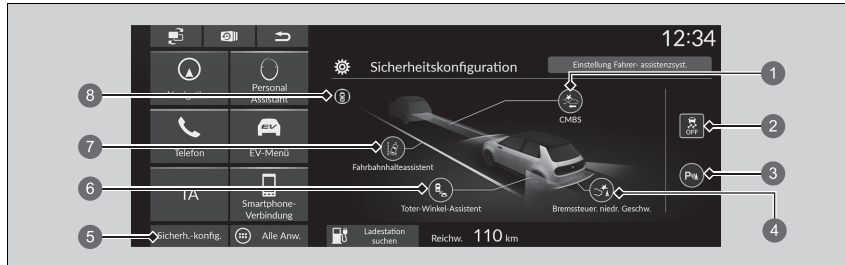 12:34
Sicherheitskonfiguration
Einstellung Fahrer- assistenzsyst.
1
8
Navigation
Personal
Assistant
CMBS
OFF
2
7
Telefon
EV
EV-Menü
Fahrbahnhalteassistent
P
3
6
TA
Smartphone-
Verbindung
Toter-Winkel-Assistent
Bremssteuer. niedr. Geschw.
4
5
Sicherh.-konfig.
Alle Anw.
Ladestation
suchen
Reichw. 110 km